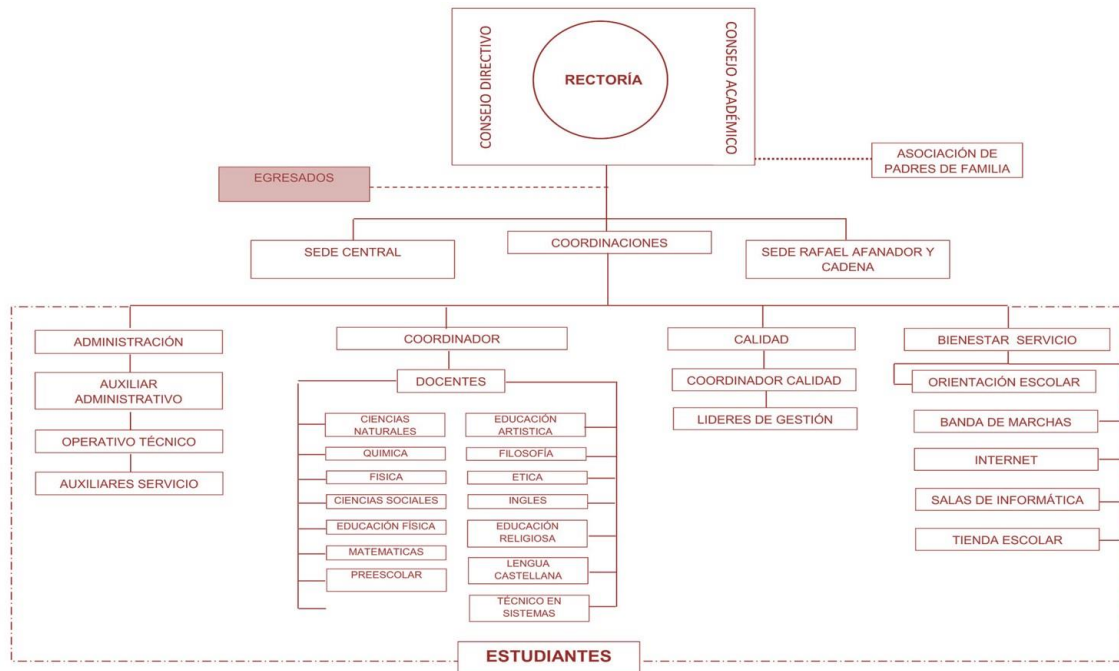 CONSEJO DIRECTIVO
RECTORÍA
CONSEJO ACADÉMICO
ASOCIACIÓN DE
PADRES DE FAMILIA
EGRESADOS
SEDE CENTRAL
COORDINACIONES
SEDE RAFAEL AFANADOR Y
CADENA
ADMINISTRACIÓN
AUXILIAR
ADMINISTRATIVO
OPERATIVO TÉCNICO
AUXILIARES SERVICIO
COORDINADOR
DOCENTES
CIENCIAS
NATURALES
QUIMICA
FISICA
CIENCIAS SOCIALES
EDUCACIÓN FÍSICA
MATEMATICAS
PREESCOLAR
EDUCACIÓN
ARTISTICA
FILOSOFÍA
ETICA
INGLES
EDUCACIÓN
RELIGIOSA
LENGUA
CASTELLANA
TÉCNICO EN
SISTEMAS
CALIDAD
COORDINADOR CALIDAD
LIDERES DE GESTIÓN
BIENESTAR SERVICIO
ORIENTACIÓN ESCOLAR
BANDA DE MARCHAS
INTERNET
SALAS DE INFORMÁTICA
TIENDA ESCOLAR
ESTUDIANTES